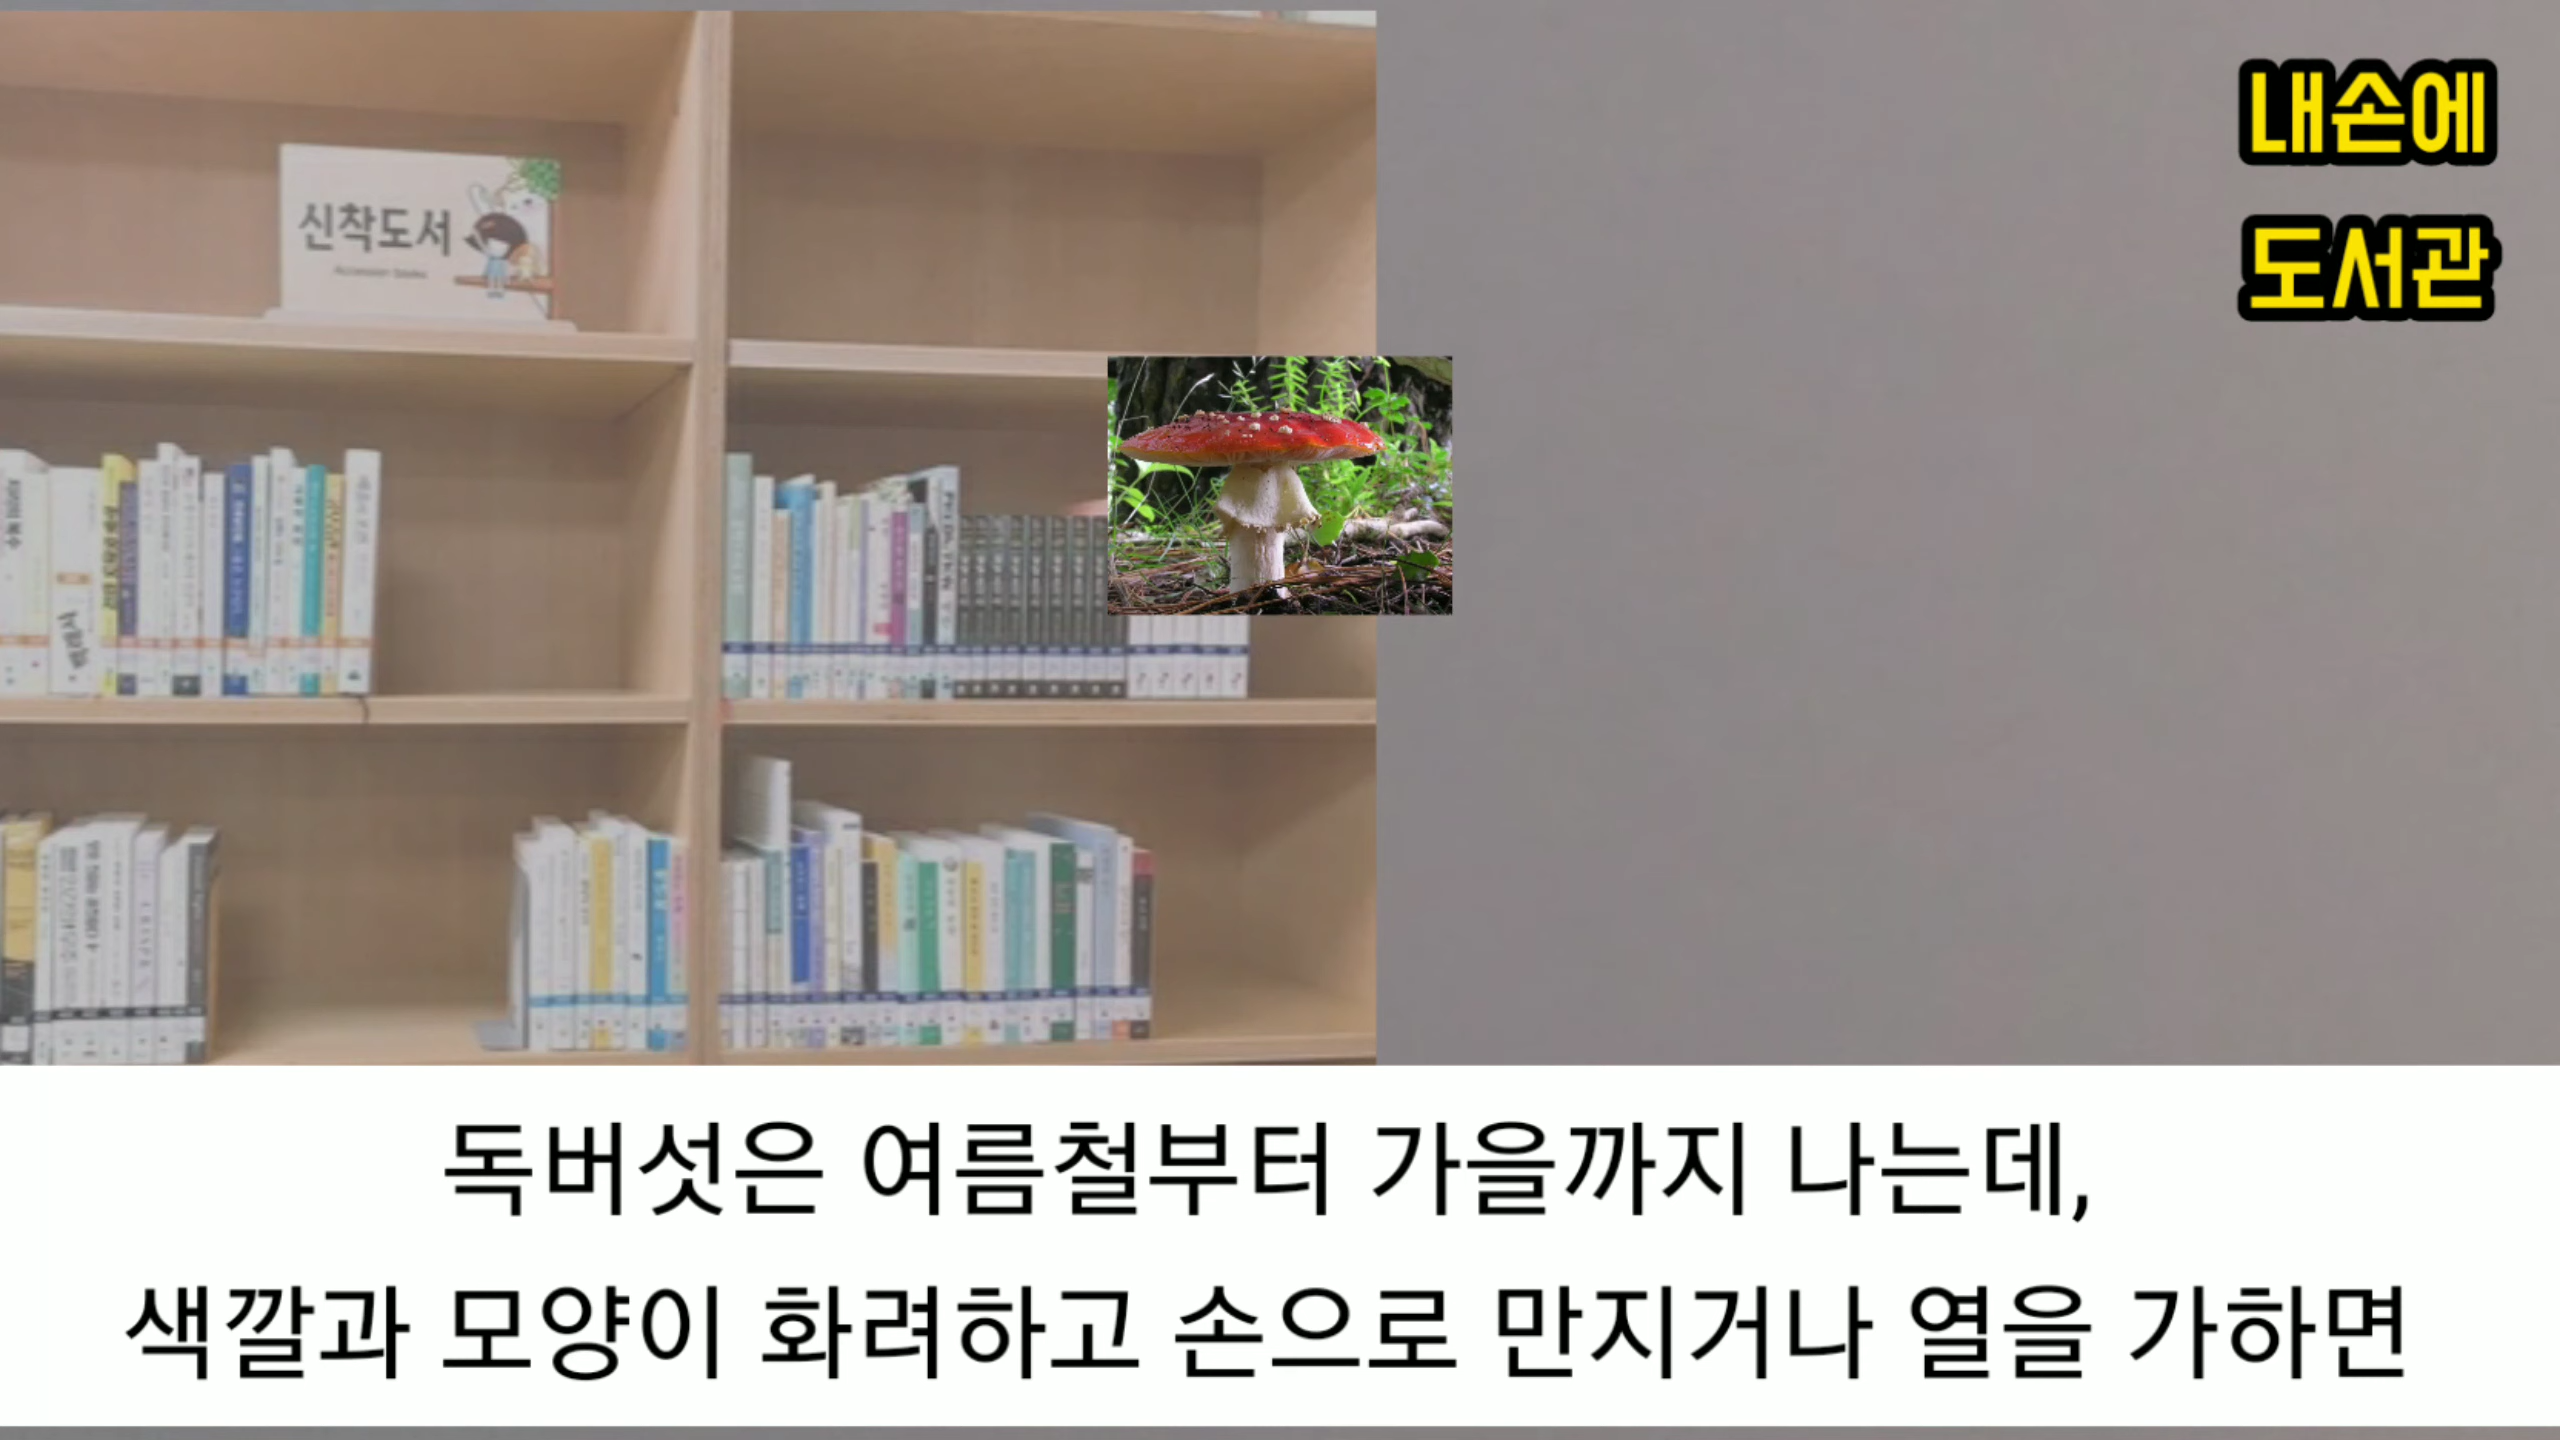 내손에
도서관
신착도서
Accession books
독버섯은 여름철부터 가을까지 나는데,
색깔과 모양이 화려하고 손으로 만지거나 열을 가하면